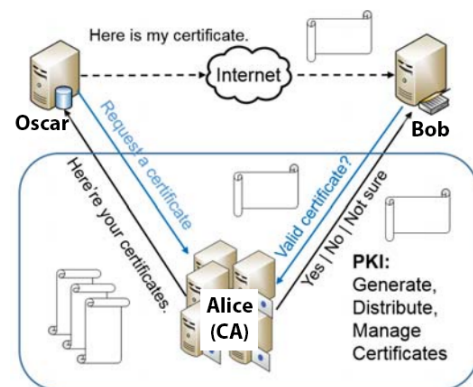 Here is my certificate.
Internet
Oscar
Bob
Request a certificate
Here're your certificates.
Valid certificate?
Yes | No | Not sure
Alice
(CA)
PKI:
Generate,
Distribute,
Manage
Certificates